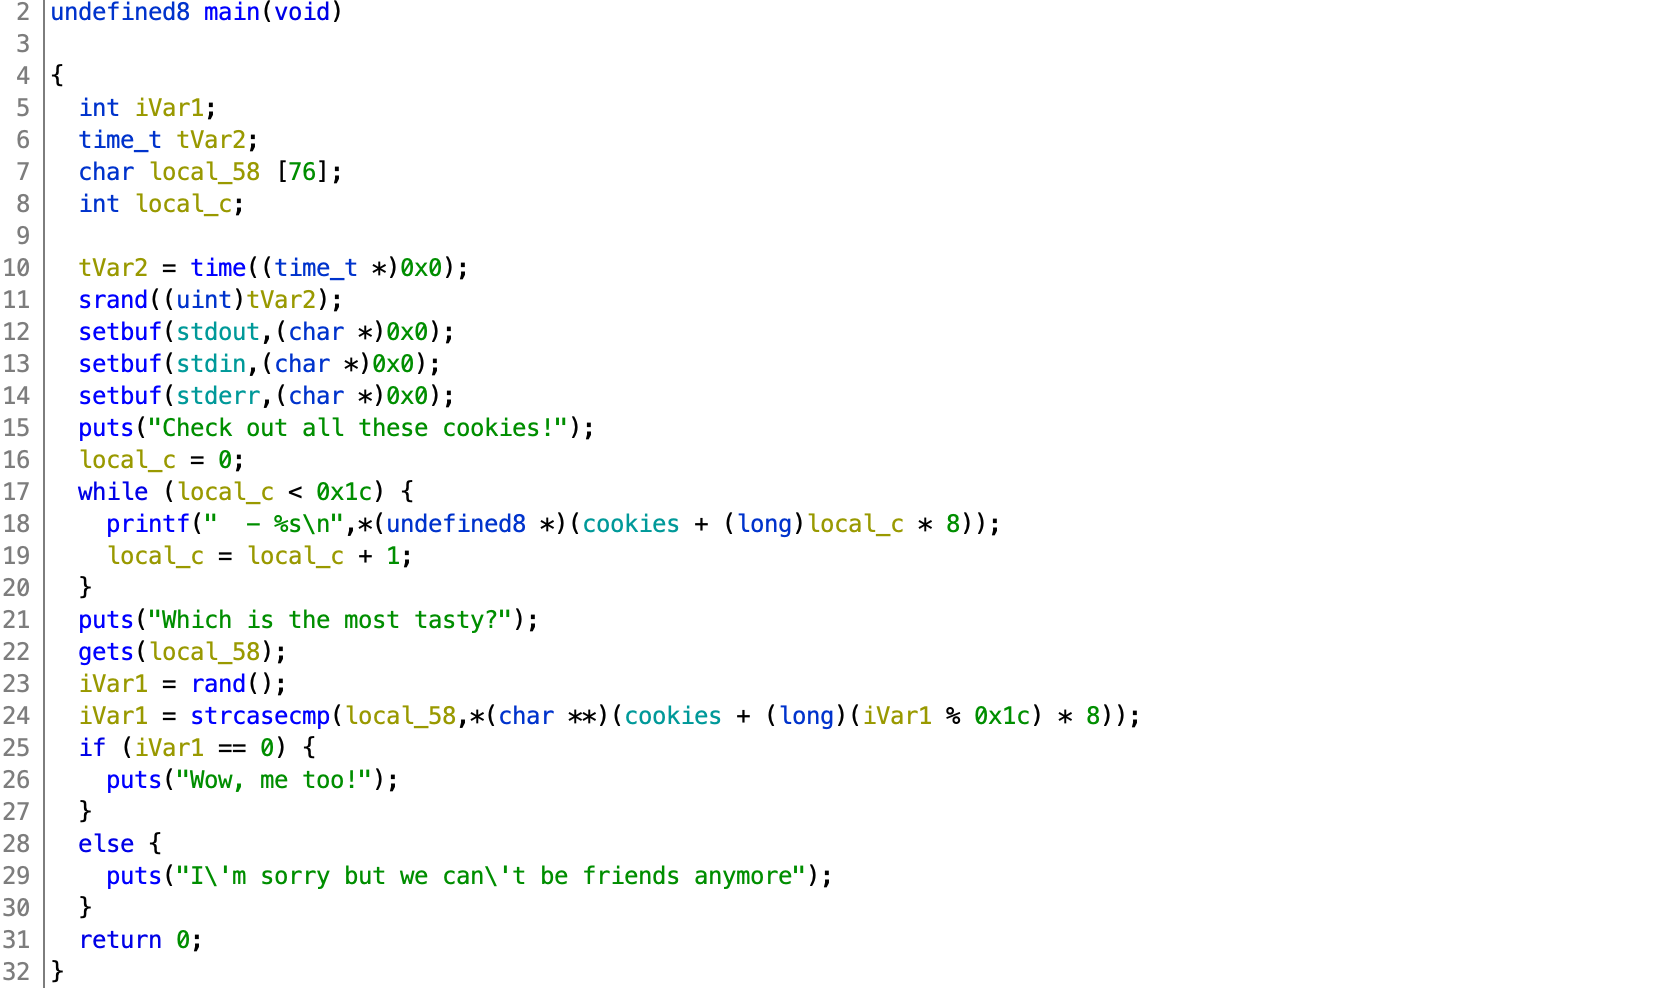 2 undefined8 main(void)
3
4 {
5   int iVar1;
6   time_t tVar2;
7   char local_58 [76];
8   int local_c;
9
10   tVar2 = time((time_t *)0x0);
11   srand((uint)tVar2);
12   setbuf(stdout,(char *)0x0);
13   setbuf(stdin,(char *)0x0);
14   setbuf(stderr,(char *)0x0);
15   puts("Check out all these cookies!");
16   local_c = 0;
17   while (local_c < 0x1c) {
18     printf("  - %s\n",*(undefined8 *)(cookies + (long)local_c * 8));
19     local_c = local_c + 1;
20   }
21   puts("Which is the most tasty?");
22   gets(local_58);
23   iVar1 = rand();
24   iVar1 = strcasecmp(local_58,*(char **)(cookies + (long)(iVar1 % 0x1c) * 8));
25   if (iVar1 == 0) {
26     puts("Wow, me too!");
27   }
28   else {
29     puts("I\'m sorry but we can\'t be friends anymore");
30   }
31   return 0;
32 }